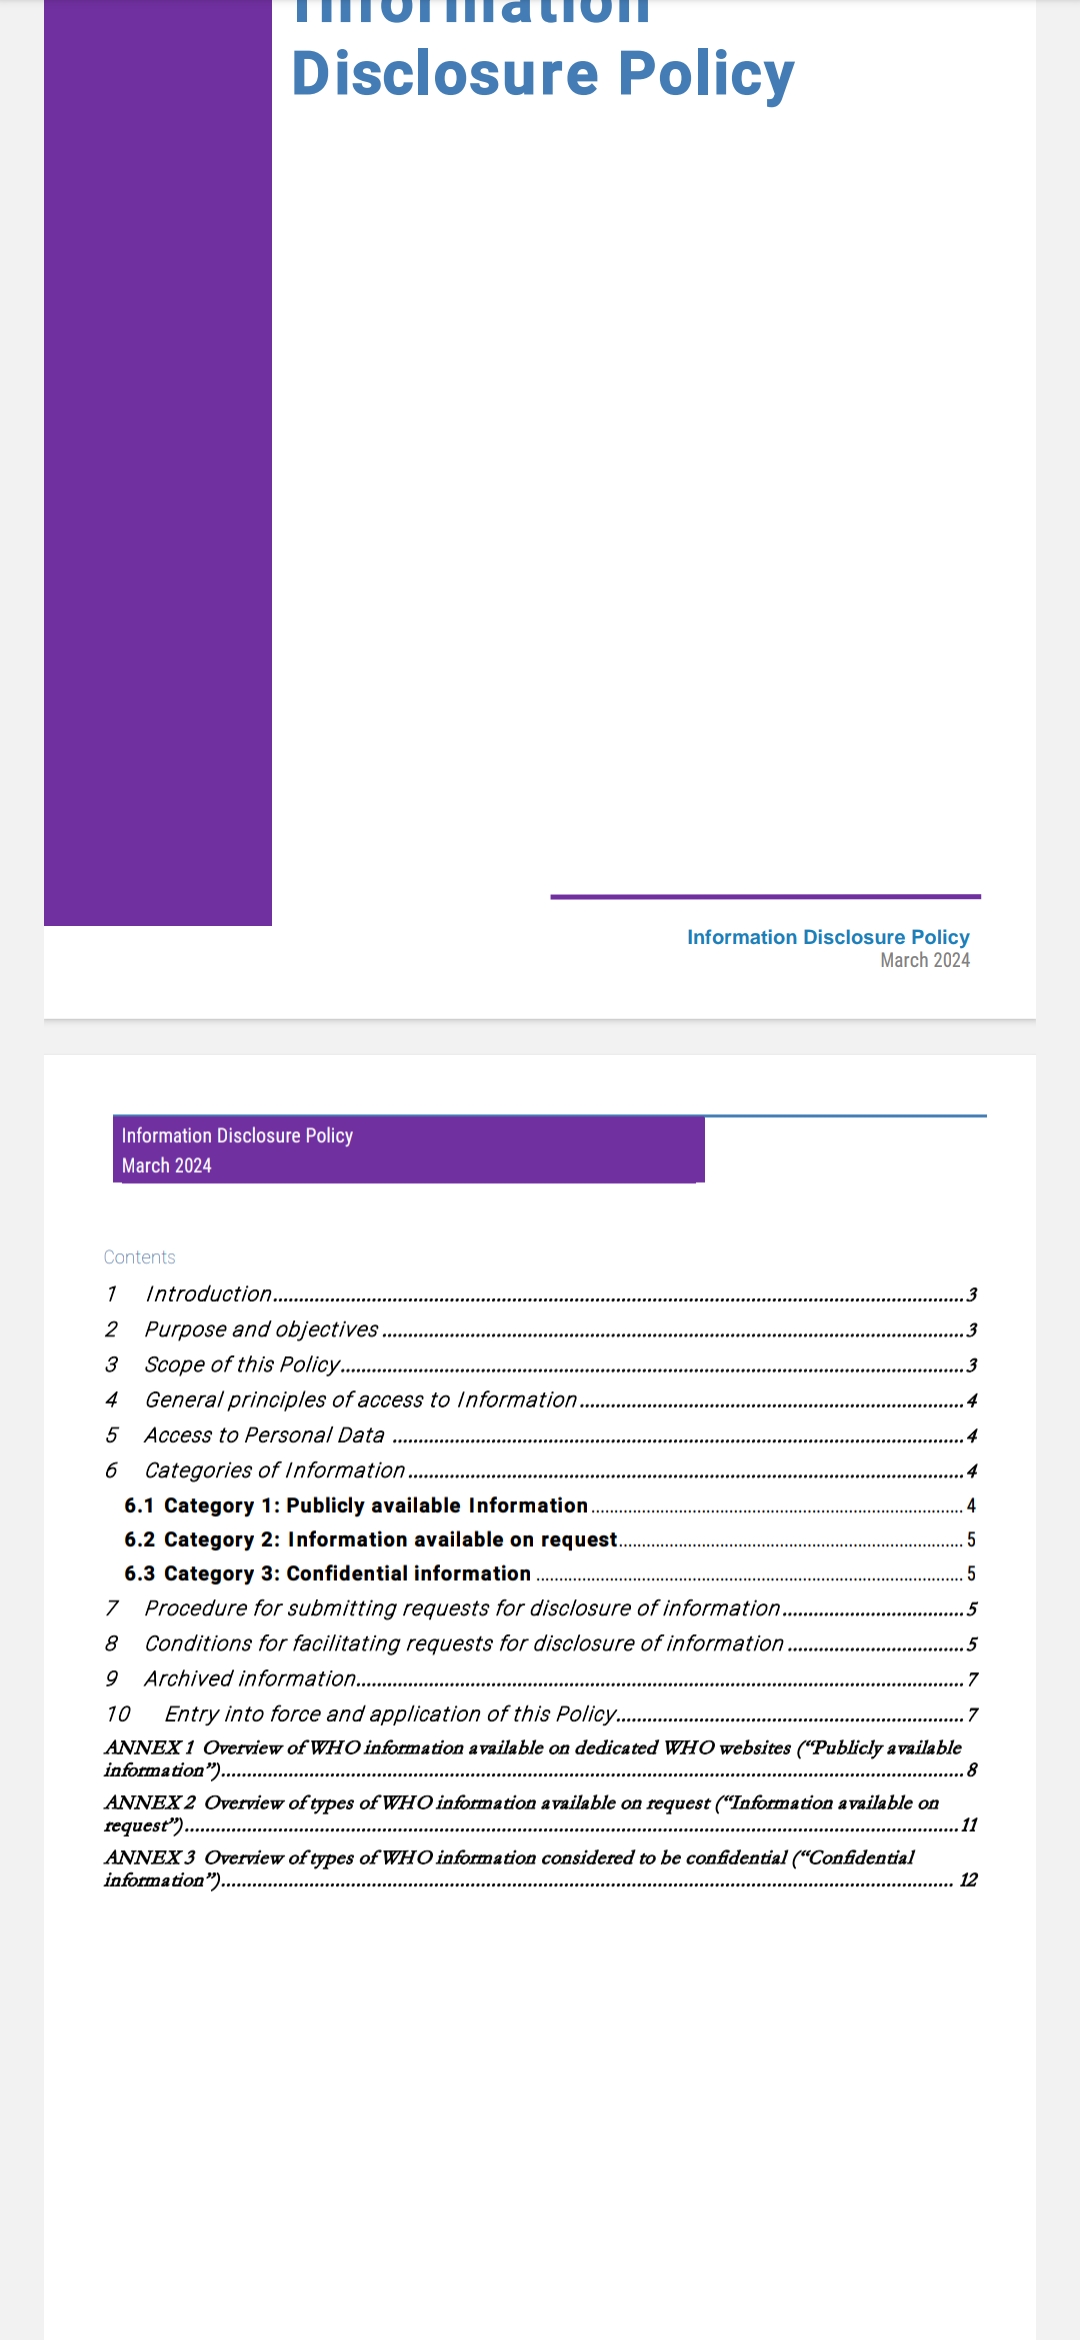 Information
Disclosure Policy
Information Disclosure Policy
March 2024
Information Disclosure Policy
March 2024
Contents
1 Introduction 3
2 Purpose and objectives 3
3 Scope of this Policy 3
4 General principles of access to Information 4
5 Access to Personal Data 4
6 Categories of Information 4
6.1 Category 1: Publicly available Information 4
6.2 Category 2: Information available on request 5
6.3 Category 3: Confidential information 5
7 Procedure for submitting requests for disclosure of information 5
8 Conditions for facilitating requests for disclosure of information 5
9 Archived information 7
10 Entry into force and application of this Policy 7
ANNEX 1 Overview of WHO information available on dedicated WHO websites (“Publicly available
information”) 8
ANNEX 2 Overview of types of WHO information available on request (“Information available on
request”) 11
ANNEX 3 Overview of types of WHO information considered to be confidential (“Confidential
information”) 12